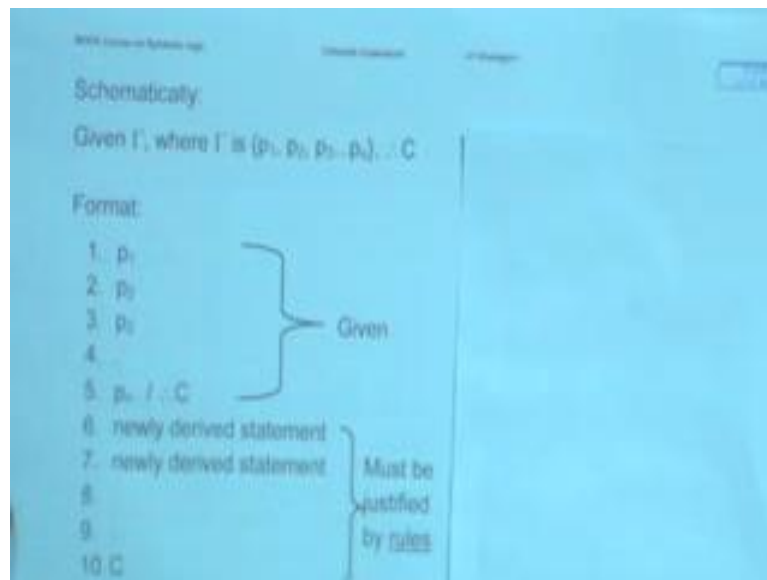 Schematically:
Given Γ, where Γ is (p₁, p₂, p₃...pₙ), ∴ C
Format:
1. p₁
2. p₂
3. p₃
Given
4.
5. pₙ / ∴ C
6. newly derived statement
7. newly derived statement
Must be
8.
justified
9.
by rules
10. C